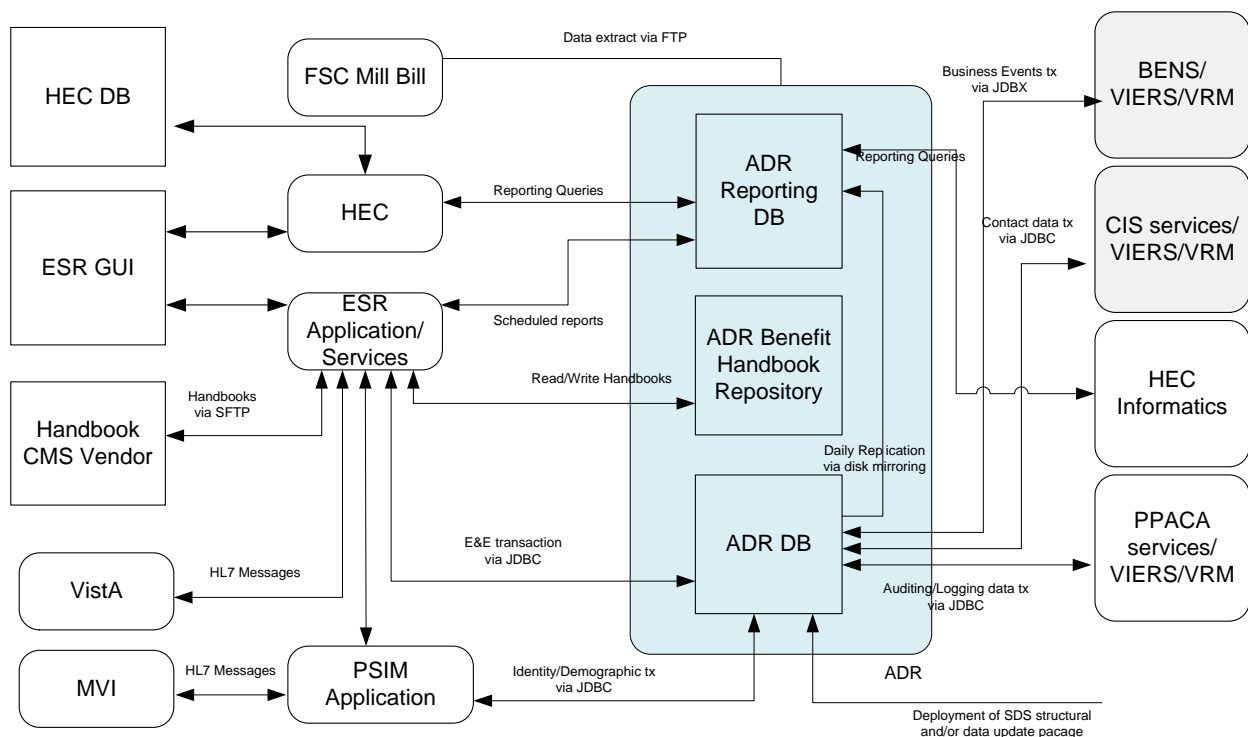 Data extract via FTP
FSC Mill Bill
HEC DB
Business Events tx
via JDBX
BENS/
VIERS/VRM
ADR
Reporting
DB
Reporting Queries
HEC
Reporting Queries
Contact data tx
via JDBC
CIS services/
VIERS/VRM
ESR GUI
ESR
Application/
Services
Scheduled reports
ADR Benefit
Handbook
Repository
Read/Write Handbooks
HEC
Informatics
Handbooks
via SFTP
Handbook
CMS Vendor
Daily Replication
via disk mirroring
ADR DB
E&E transaction
via JDBC
PPACA
services/
VIERS/VRM
Auditing/Logging data tx
via JDBC
VistA
HL7 Messages
MVI
HL7 Messages
PSIM
Application
Identity/Demographic tx
via JDBC
ADR
Deployment of SDS structural
and/or data update pacage